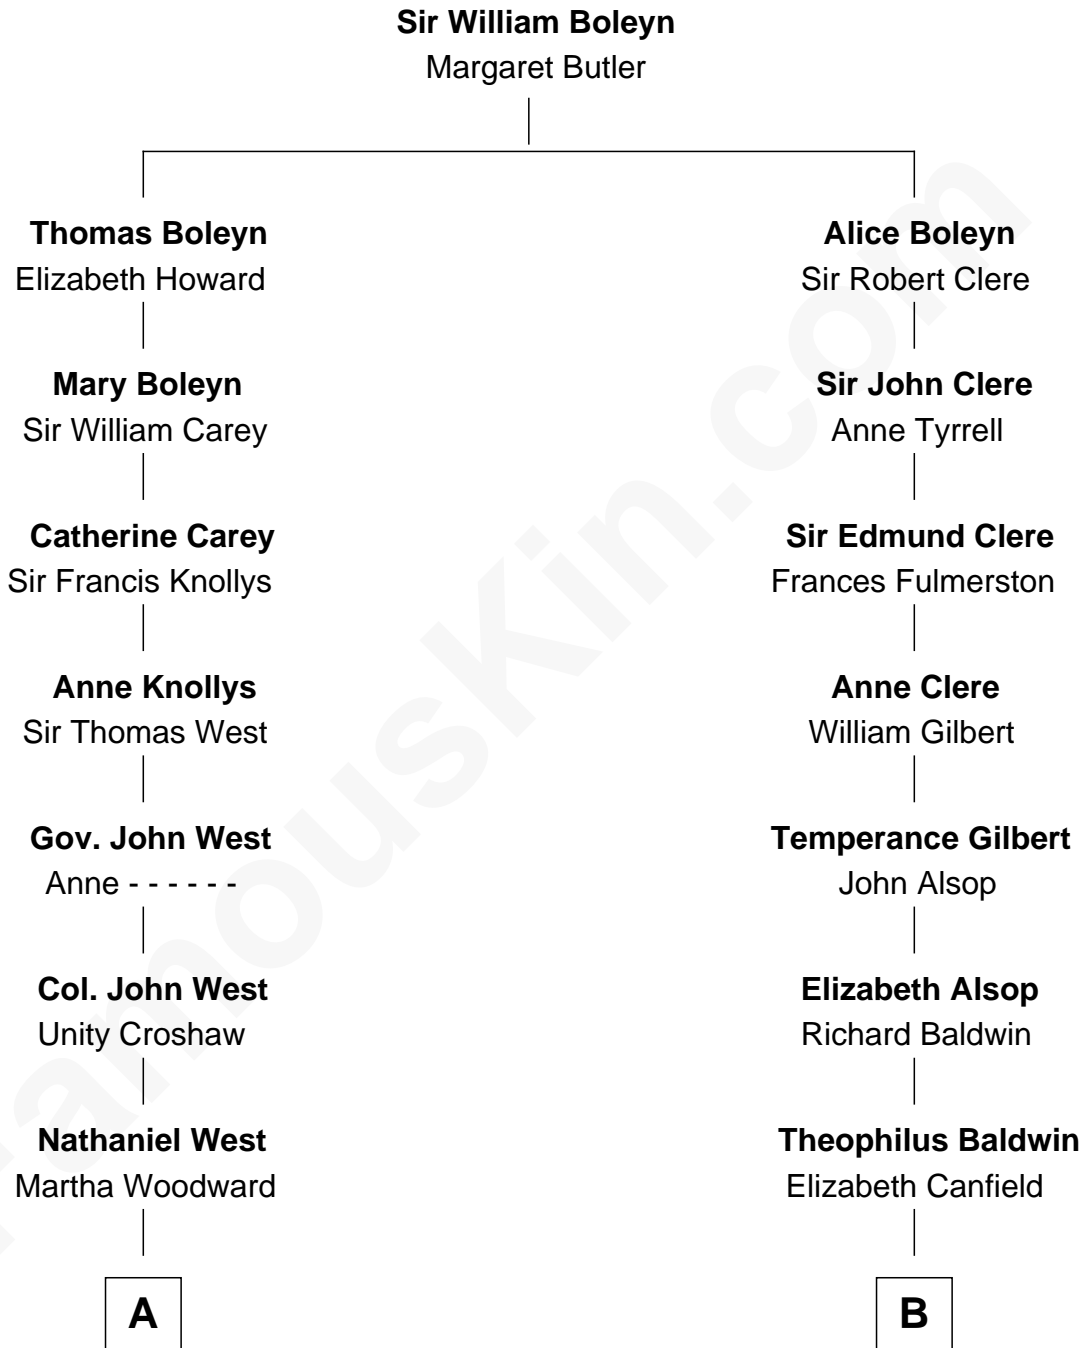 Sir William Boleyn
Margaret Butler
Thomas Boleyn
Elizabeth Howard
Alice Boleyn
Sir Robert Clere
Mary Boleyn
Sir William Carey
Sir John Clere
Anne Tyrrell
Catherine Carey
Sir Francis Knollys
Sir Edmund Clere
Frances Fulmerston
Anne Knollys
Sir Thomas West
Anne Clere
William Gilbert
Gov. John West
Anne - - - - - -
Temperance Gilbert
John Alsop
Col. John West
Unity Croshaw
Elizabeth Alsop
Richard Baldwin
Nathaniel West
Martha Woodward
Theophilus Baldwin
Elizabeth Canfield
A
B
FamousKin.com